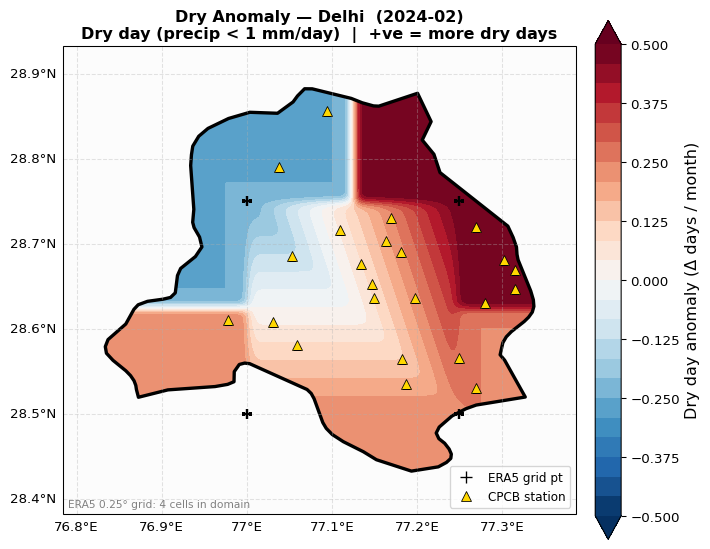 Dry Anomaly — Delhi  (2024-02)
Dry day (precip < 1 mm/day)  |  +ve = more dry days
28.9°N
28.8°N
28.7°N
28.6°N
28.5°N
28.4°N
76.8°E
76.9°E
77°E
77.1°E
77.2°E
77.3°E
ERA5 0.25° grid: 4 cells in domain
ERA5 grid pt
CPCB station
0.500
0.375
0.250
0.125
0.000
−0.125
−0.250
−0.375
−0.500
Dry day anomaly (Δ days / month)